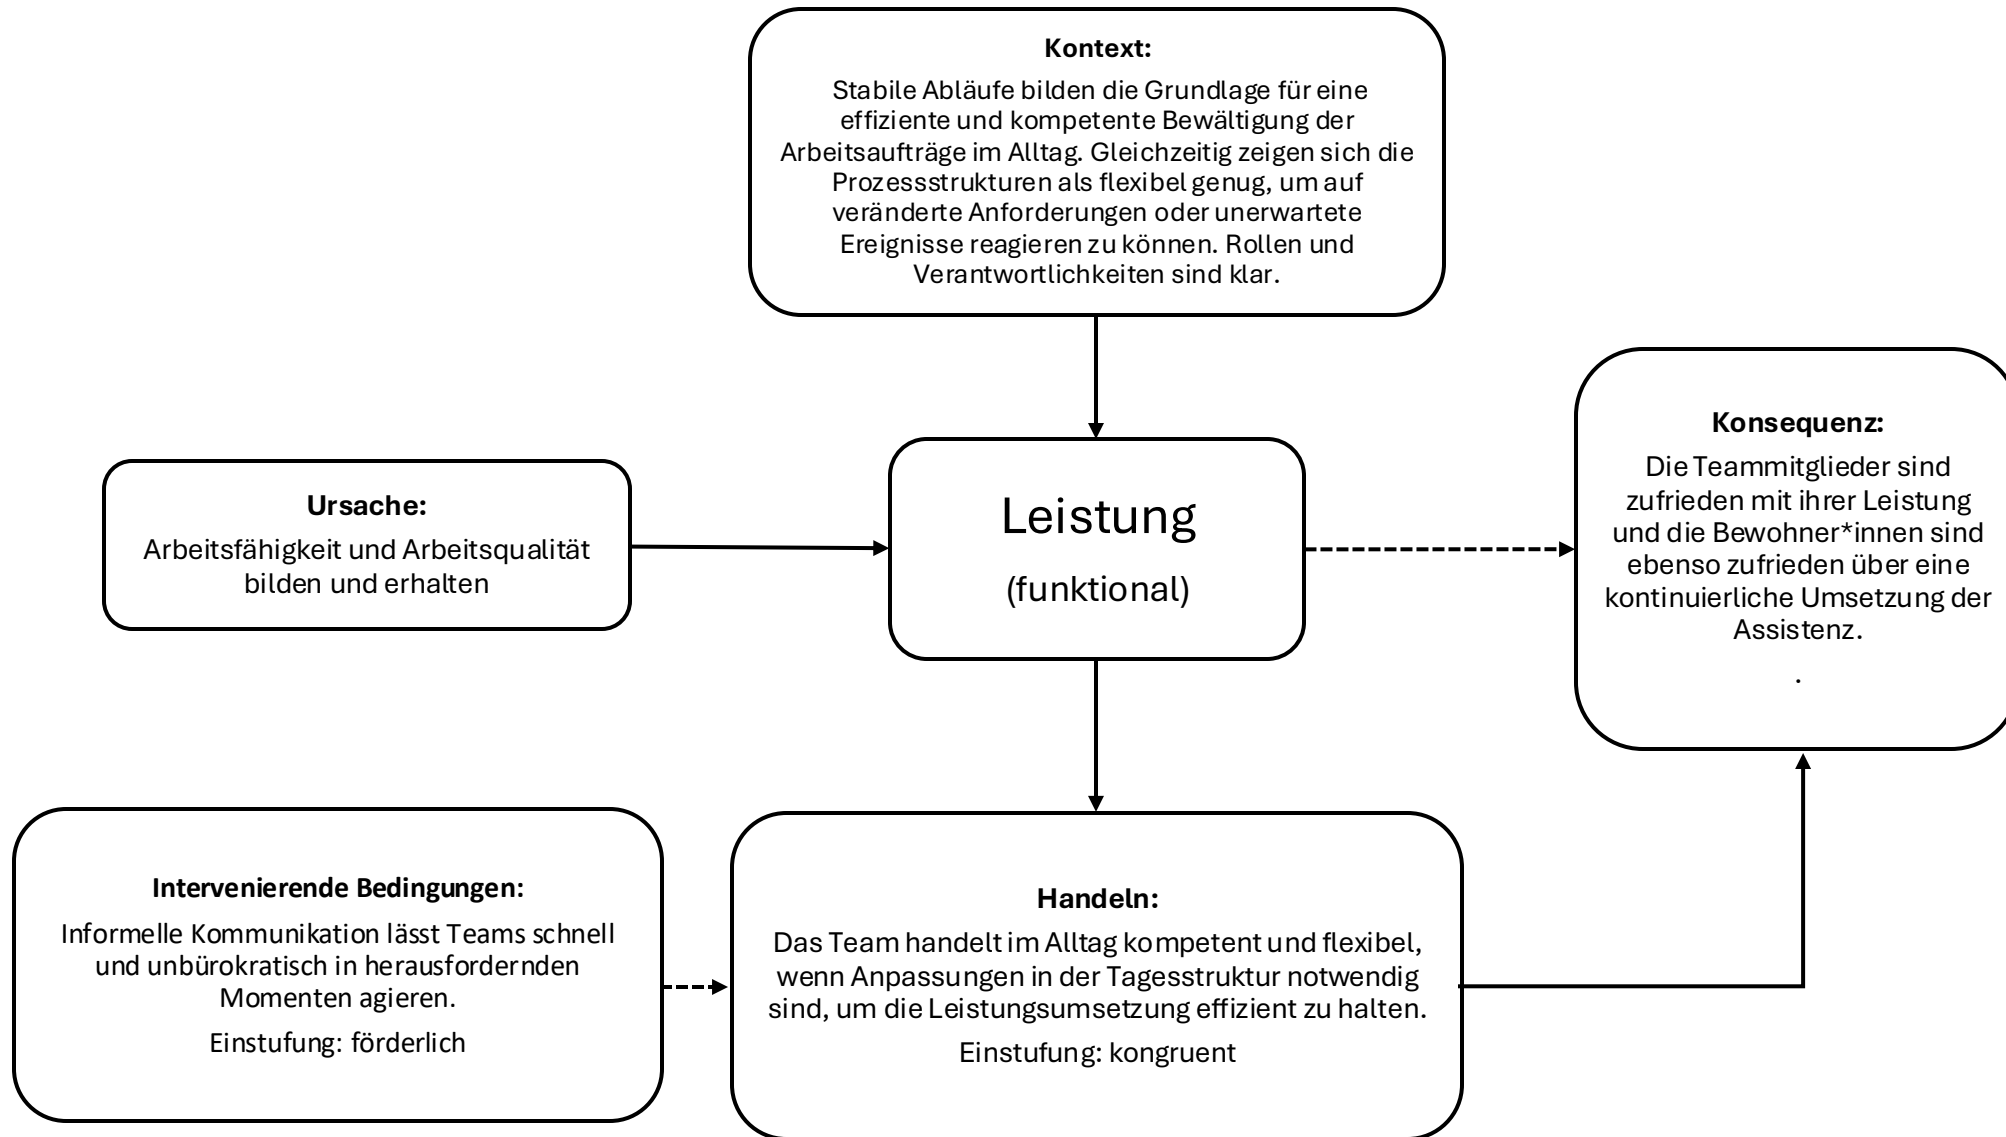 Kontext:
Stabile Abläufe bilden die Grundlage für eine
effiziente und kompetente Bewältigung der
Arbeitsaufträge im Alltag. Gleichzeitig zeigen sich die
Prozessstrukturen als flexibel genug, um auf
veränderte Anforderungen oder unerwartete
Ereignisse reagieren zu können. Rollen und
Verantwortlichkeiten sind klar.
Ursache:
Arbeitsfähigkeit und Arbeitsqualität
bilden und erhalten
Leistung
(funktional)
Konsequenz:
Die Teammitglieder sind
zufrieden mit ihrer Leistung
und die Bewohner*innen sind
ebenso zufrieden über eine
kontinuierliche Umsetzung der
Assistenz.
.
Intervenierende Bedingungen:
Informelle Kommunikation lässt Teams schnell
und unbürokratisch in herausfordernden
Momenten agieren.
Einstufung: förderlich
Handeln:
Das Team handelt im Alltag kompetent und flexibel,
wenn Anpassungen in der Tagesstruktur notwendig
sind, um die Leistungsumsetzung effizient zu halten.
Einstufung: kongruent